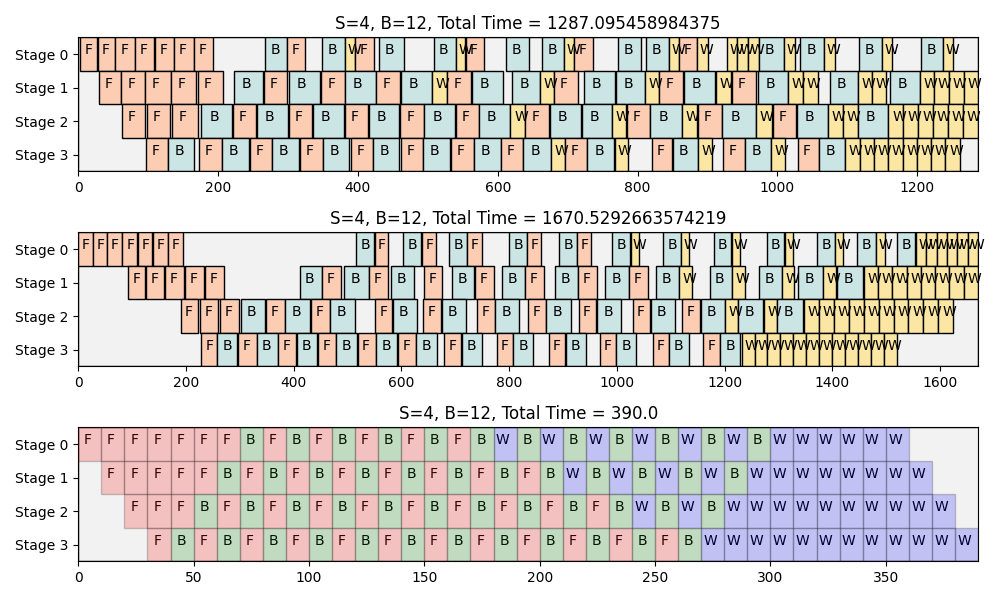 S=4, B=12, Total Time = 1287.095458984375
Stage 0 F F F F F F F B F B W F B B W F B B W F B B W F W W W W B W B W B W B W
Stage 1 F F F F F B F B F B F B W F B B W F B B W F B W F B W W B W W B W W W W
Stage 2 F F F B F B F B F B F B F B W F B B W F B W F B W F B W W B W W W W W W
Stage 3 F B F B F B F B F B F B F B F B W F B W F B W F B W F B W W W W W W W W
0 200 400 600 800 1000 1200
S=4, B=12, Total Time = 1670.5292663574219
Stage 0 F F F F F F F B F B F B F B F B F B W B W B W B W B W B W B W W W W W W
Stage 1 F F F F F B F B F B F B F B F B F B F B W B W B W B W B W W W W W W W W
Stage 2 F F F B F B F B F B F B F B F B F B F B F B W B W B W W W W W W W W W W
Stage 3 F B F B F B F B F B F B F B F B F B F B F B F B W W W W W W W W W W W W
0 200 400 600 800 1000 1200 1400 1600
S=4, B=12, Total Time = 390.0
Stage 0 F F F F F F F B F B F B F B F B F B W B W B W B W B W B W B W W W W W W
Stage 1 F F F F F B F B F B F B F B F B F B F B W B W B W B W B W W W W W W W W
Stage 2 F F F B F B F B F B F B F B F B F B F B F B W B W B W W W W W W W W W W
Stage 3 F B F B F B F B F B F B F B F B F B F B F B F B W W W W W W W W W W W W
0 50 100 150 200 250 300 350